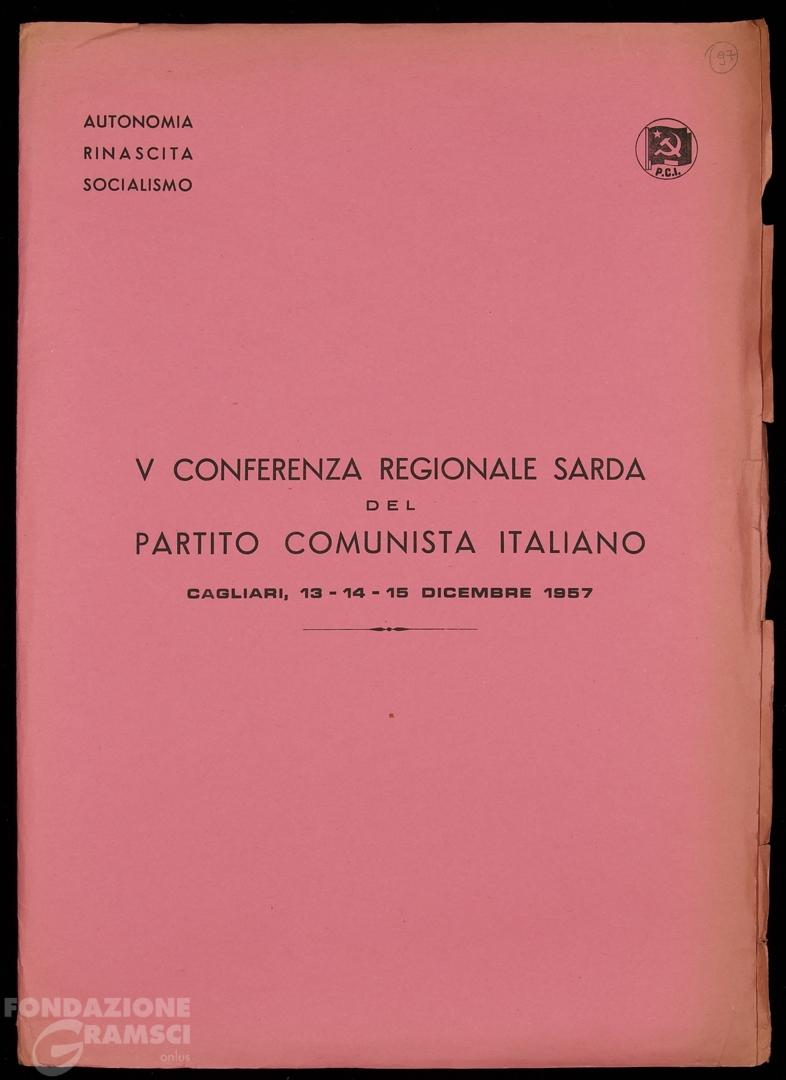 97
AUTONOMIA
RINASCITA
SOCIALISMO
P.C.I.
V CONFERENZA REGIONALE SARDA
DEL
PARTITO COMUNISTA ITALIANO
CAGLIARI, 13 - 14 - 15 DICEMBRE 1957
FONDAZIONE
GRAMSCI
onlus